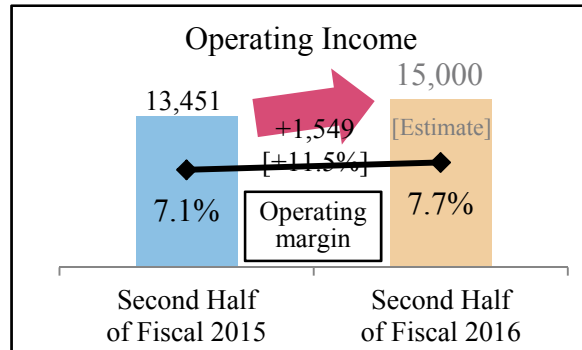 Operating Income
15,000
13,451
+1,549
[+11.5%]
[Estimate]
7.1%
Operating
margin
7.7%
Second Half
of Fiscal 2015
Second Half
of Fiscal 2016